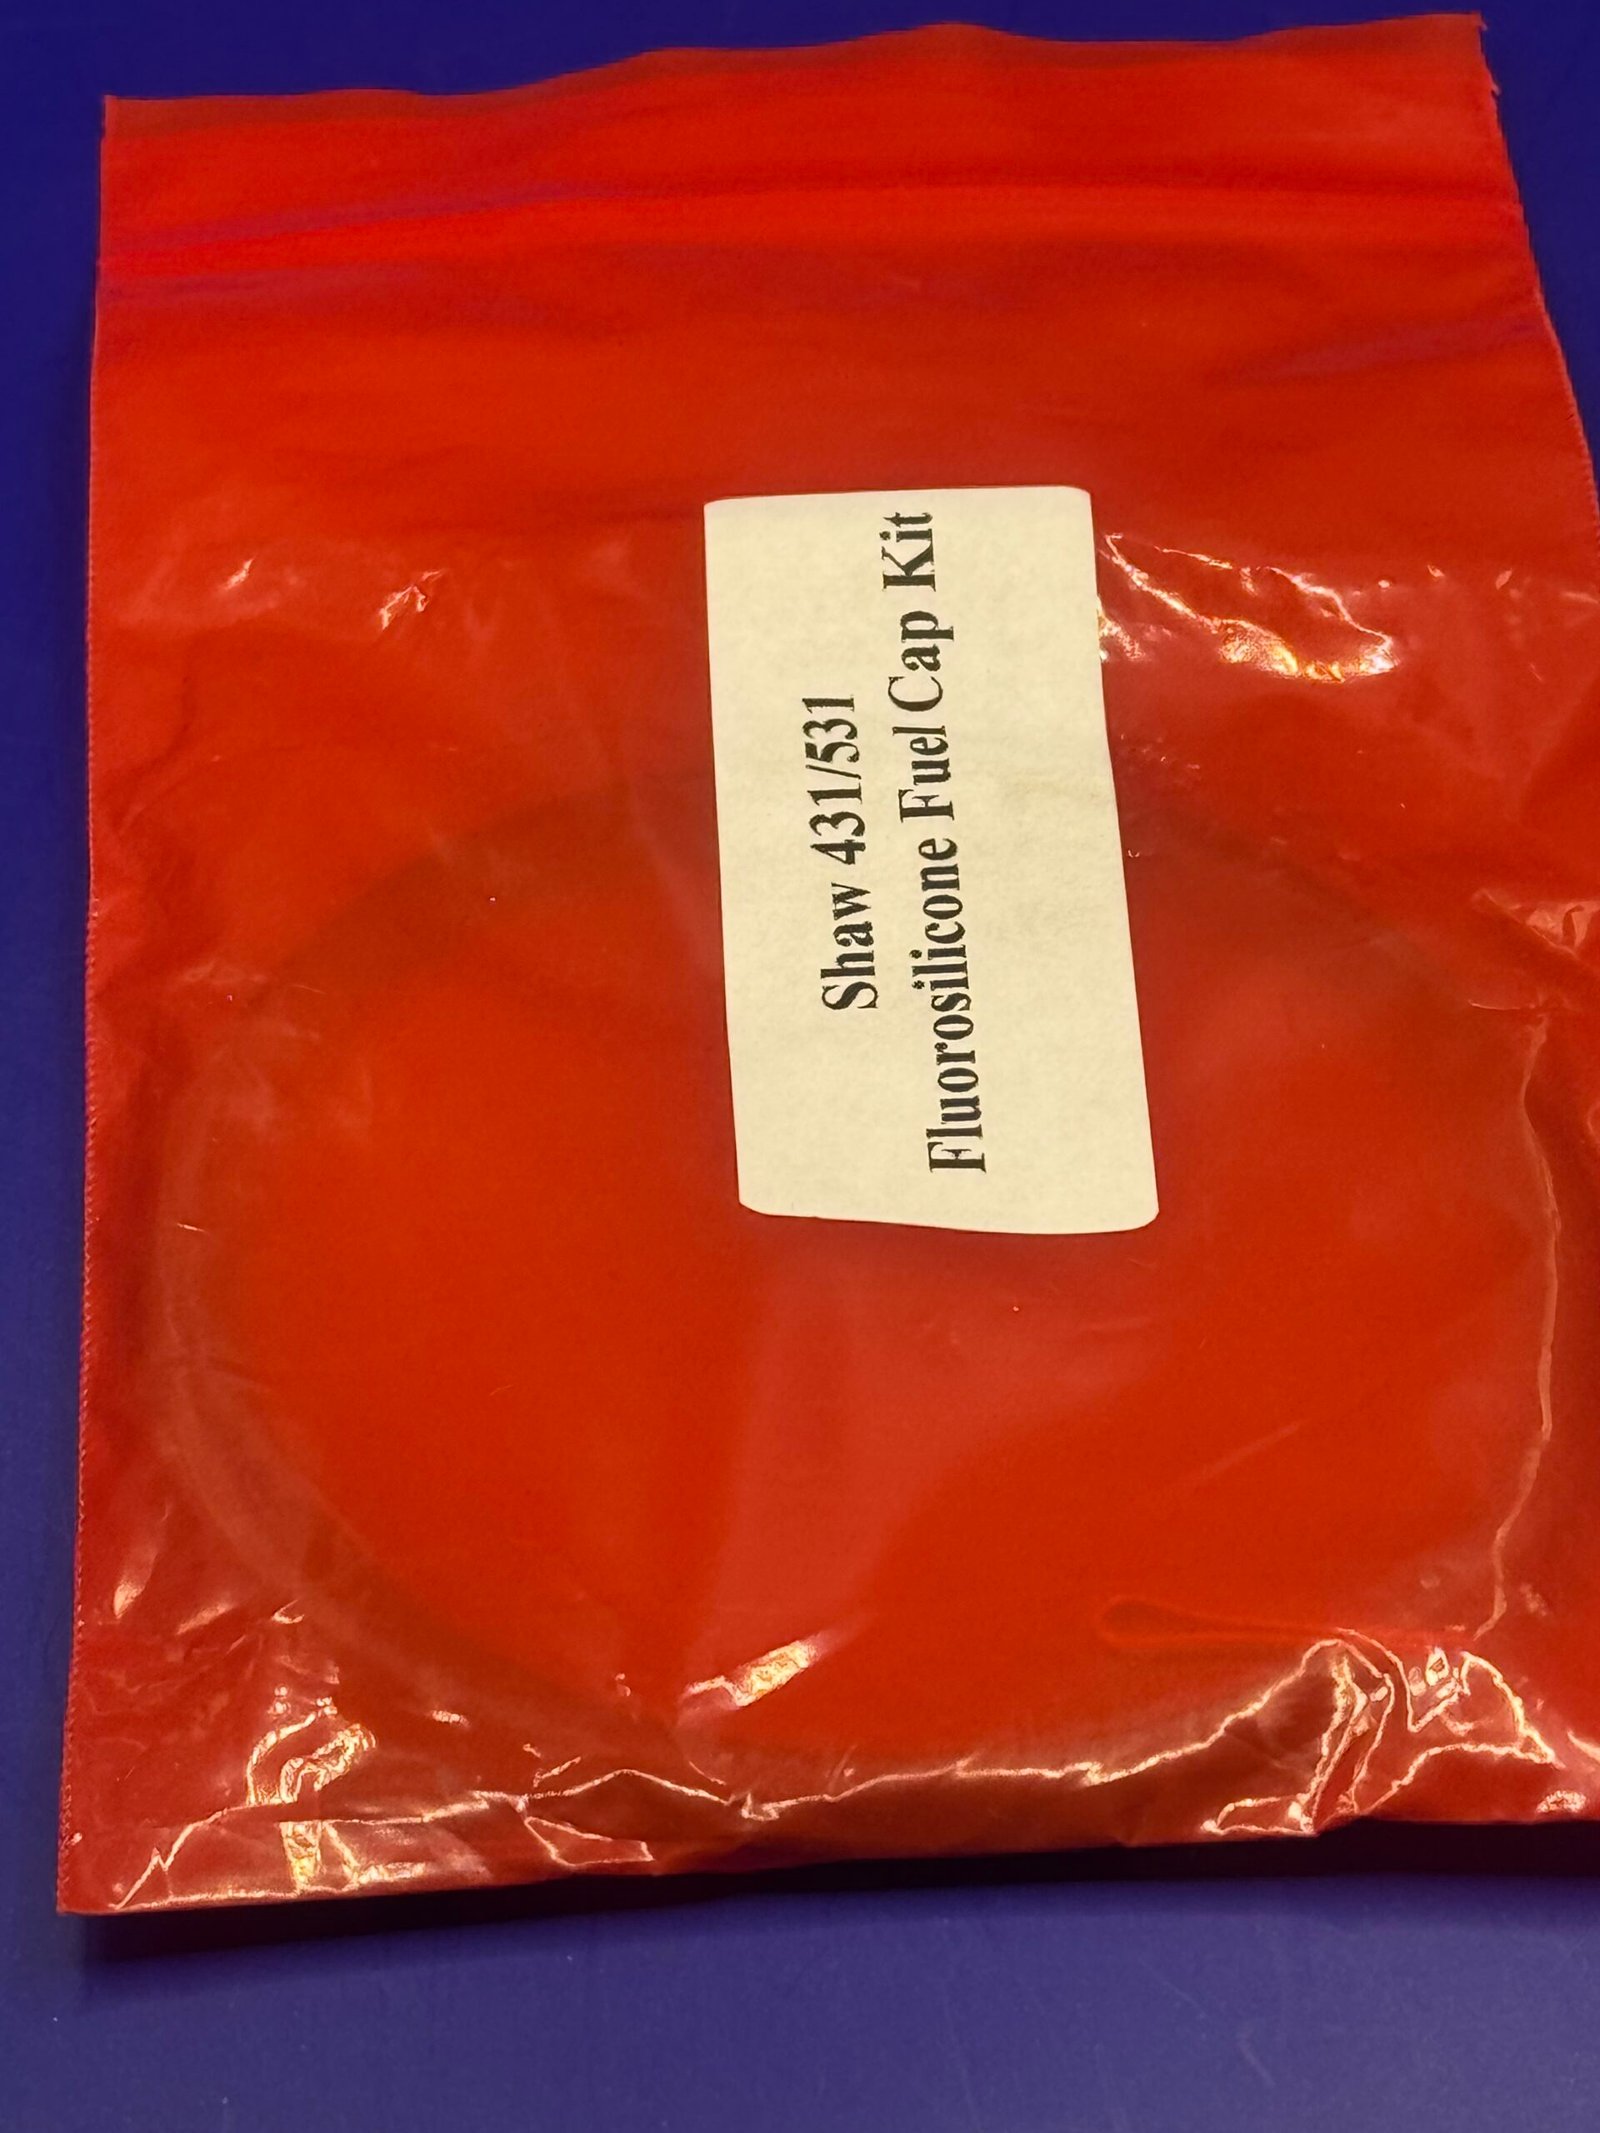 Shaw 431/531
Fluorosilicone Fuel Cap Kit